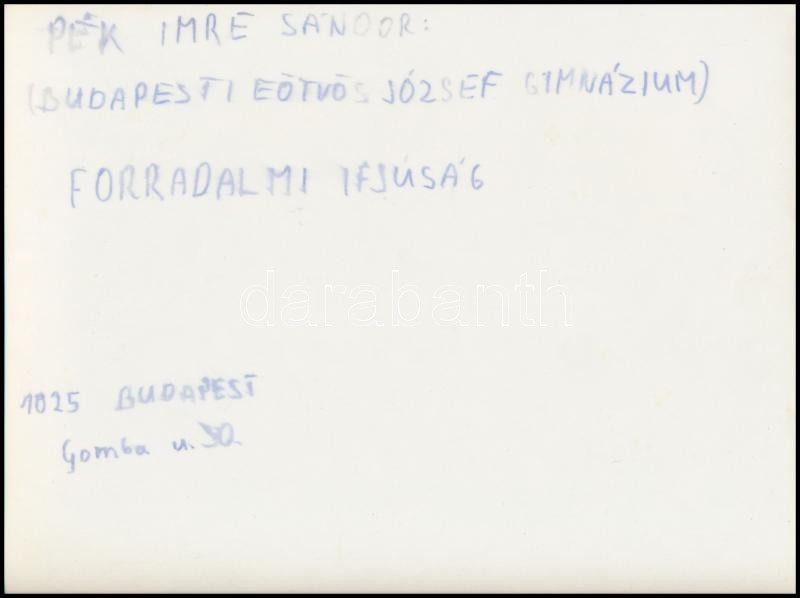 PÉK IMRE SÁNDOR:
(BUDAPESTI EÖTVÖS JÓZSEF GIMNÁZIUM)
FORRADALMI IFJÚSÁG
darabanth
1025 BUDAPEST
Gomba u. 30.